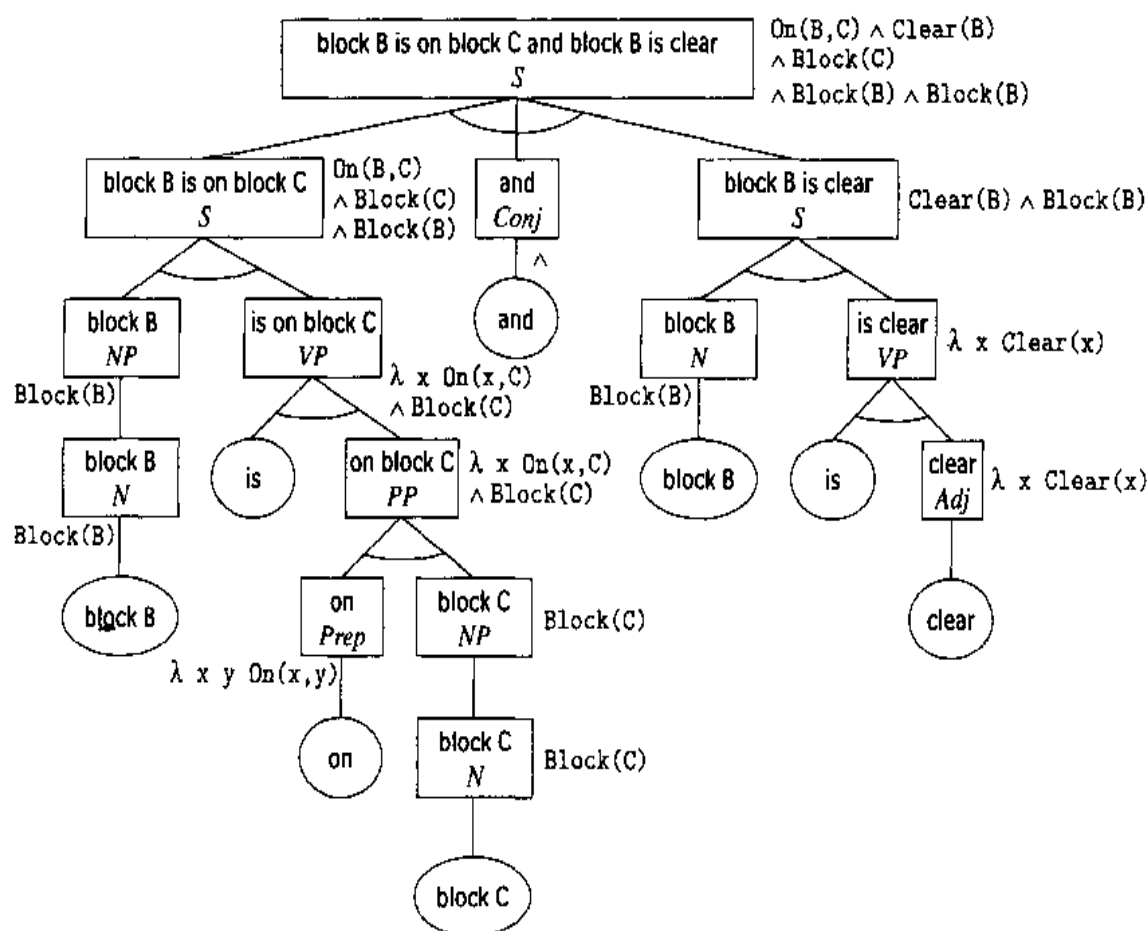 block B is on block C and block B is clear
S
On(B,C) ∧ Clear(B)
∧ Block(C)
∧ Block(B) ∧ Block(B)
block B is on block C
S
On(B,C)
∧ Block(C)
∧ Block(B)
and
Conj
∧
block B is clear
S
Clear(B) ∧ Block(B)
block B
NP
Block(B)
is on block C
VP
λ x On(x,C)
∧ Block(C)
and
block B
N
Block(B)
is clear
VP
λ x Clear(x)
block B
N
Block(B)
is
on block C
PP
λ x On(x,C)
∧ Block(C)
block B
is
clear
Adj
λ x Clear(x)
block B
on
Prep
λ x y On(x,y)
block C
NP
Block(C)
clear
on
block C
N
Block(C)
block C